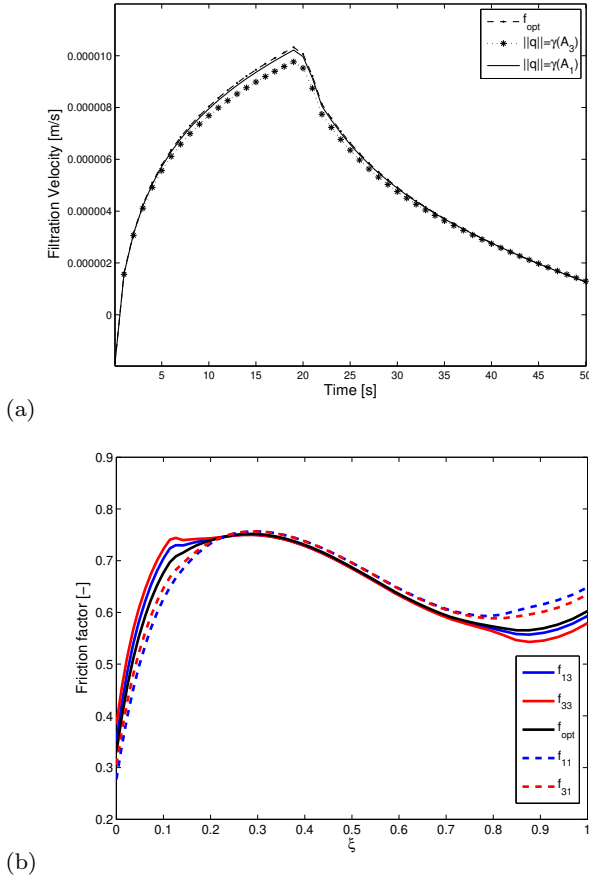 f_opt
||q||=γ(A_3)
||q||=γ(A_1)
Filtration Velocity [m/s]
0.000010
0.000008
0.000006
0.000004
0.000002
0
5 10 15 20 25 30 35 40 45 50
Time [s]
(a)
0.9
0.8
0.7
0.6
0.5
0.4
0.3
0.2
Friction factor [−]
f_13
f_33
f_opt
f_11
f_31
0 0.1 0.2 0.3 0.4 0.5 0.6 0.7 0.8 0.9 1
ξ
(b)